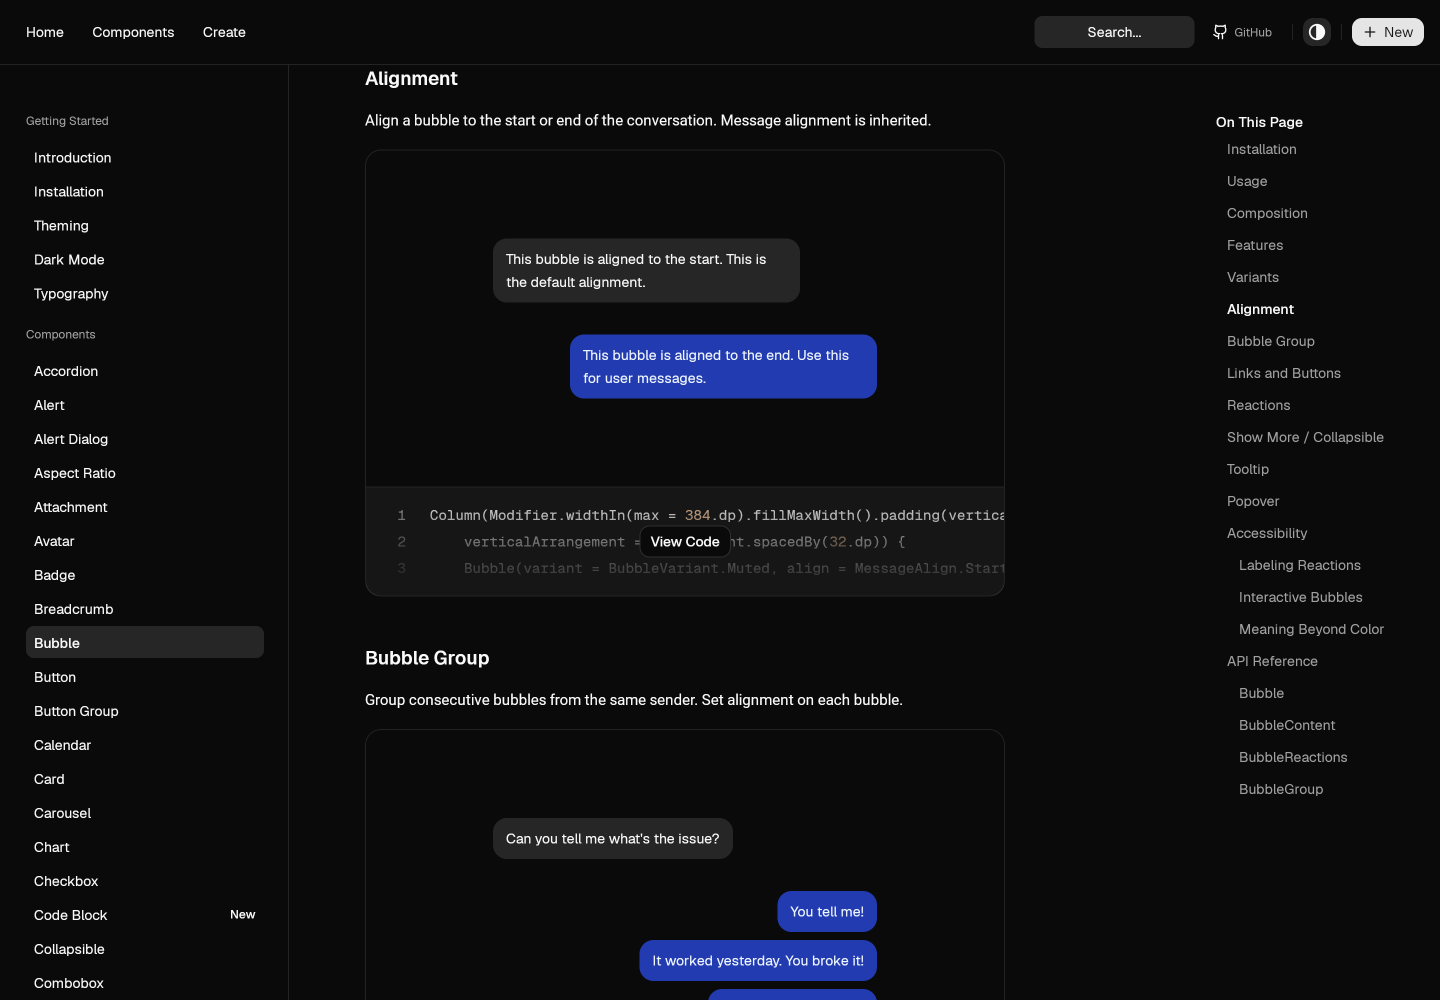 Home
Components
Create
Search...
GitHub
New
Getting Started
Introduction
Installation
Theming
Dark Mode
Typography
Components
Accordion
Alert
Alert Dialog
Aspect Ratio
Attachment
Avatar
Badge
Breadcrumb
Bubble
Button
Button Group
Calendar
Card
Carousel
Chart
Checkbox
Code Block
New
Collapsible
Combobox
Alignment
Align a bubble to the start or end of the conversation. Message alignment is inherited.
This bubble is aligned to the start. This is
the default alignment.
This bubble is aligned to the end. Use this
for user messages.
1 Column(Modifier.widthIn(max = 384.dp).fillMaxWidth().padding(vertica
2 verticalArrangement = nt.spacedBy(32.dp)) {
View Code
3 Bubble(variant = BubbleVariant.Muted, align = MessageAlign.Start
Bubble Group
Group consecutive bubbles from the same sender. Set alignment on each bubble.
Can you tell me what's the issue?
You tell me!
It worked yesterday. You broke it!
On This Page
Installation
Usage
Composition
Features
Variants
Alignment
Bubble Group
Links and Buttons
Reactions
Show More / Collapsible
Tooltip
Popover
Accessibility
Labeling Reactions
Interactive Bubbles
Meaning Beyond Color
API Reference
Bubble
BubbleContent
BubbleReactions
BubbleGroup